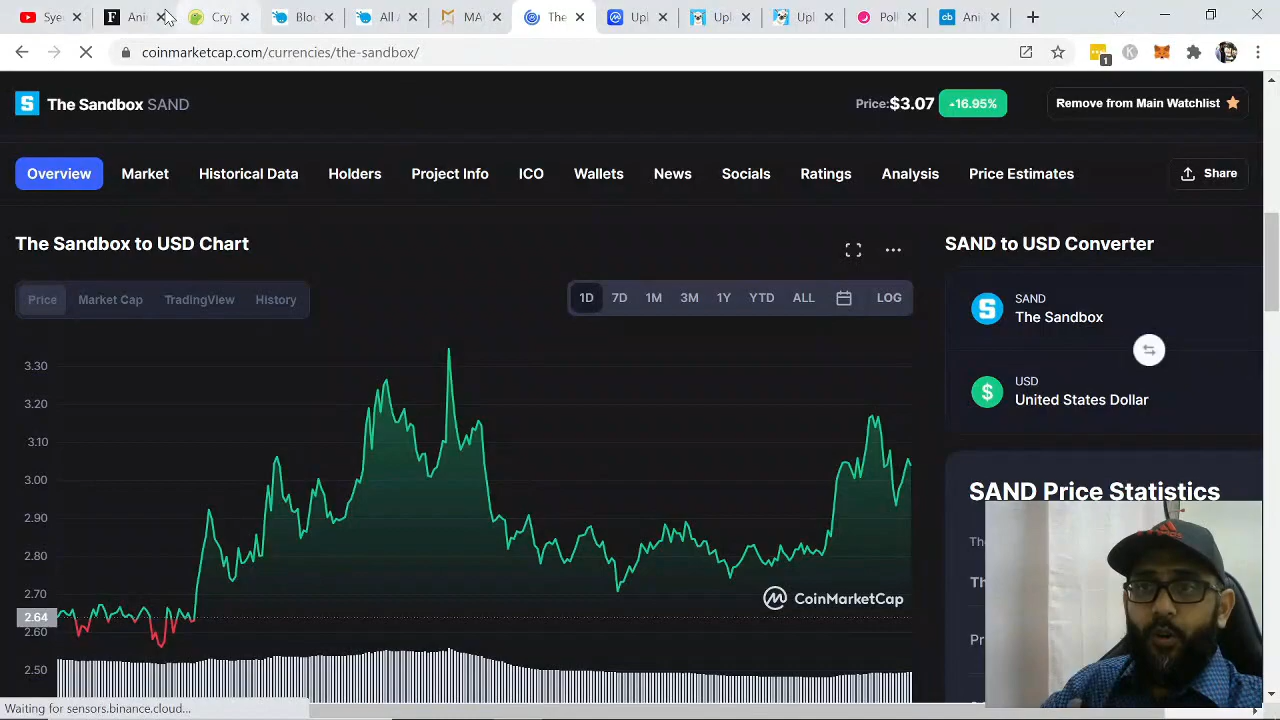 Sy
Ani
Cry
Blo
All
MA
The
Upl
Up
Upl
Poll
Ani
coinmarketcap.com/currencies/the-sandbox/
1
The Sandbox SAND
Price: $3.07
16.95%
Remove from Main Watchlist
Overview
Market
Historical Data
Holders
Project Info
ICO
Wallets
News
Socials
Ratings
Analysis
Price Estimates
Share
The Sandbox to USD Chart
SAND to USD Converter
Price
Market Cap
TradingView
History
1D
7D
1M
3M
1Y
YTD
ALL
LOG
SAND
The Sandbox
USD
United States Dollar
3.30
3.20
3.10
3.00
2.90
2.80
2.70
2.64
2.60
2.50
CoinMarketCap
SAND Price Statistics
Waiting for sensors.binance.cloud...